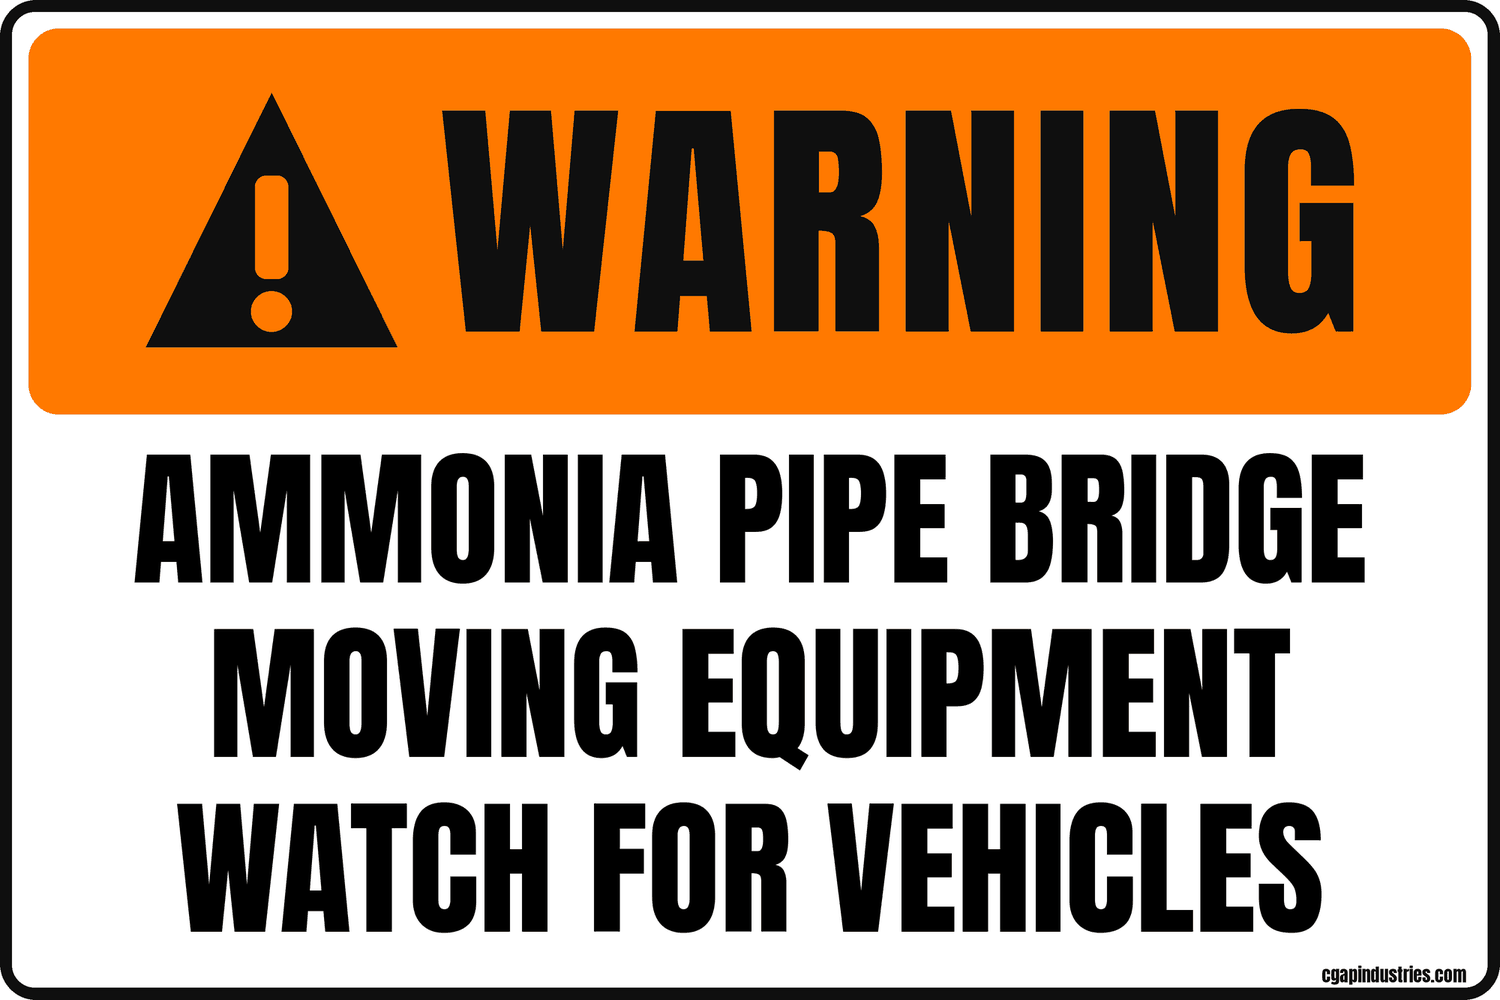 WARNING
AMMONIA PIPE BRIDGE
MOVING EQUIPMENT
WATCH FOR VEHICLES
cgapindustries.com